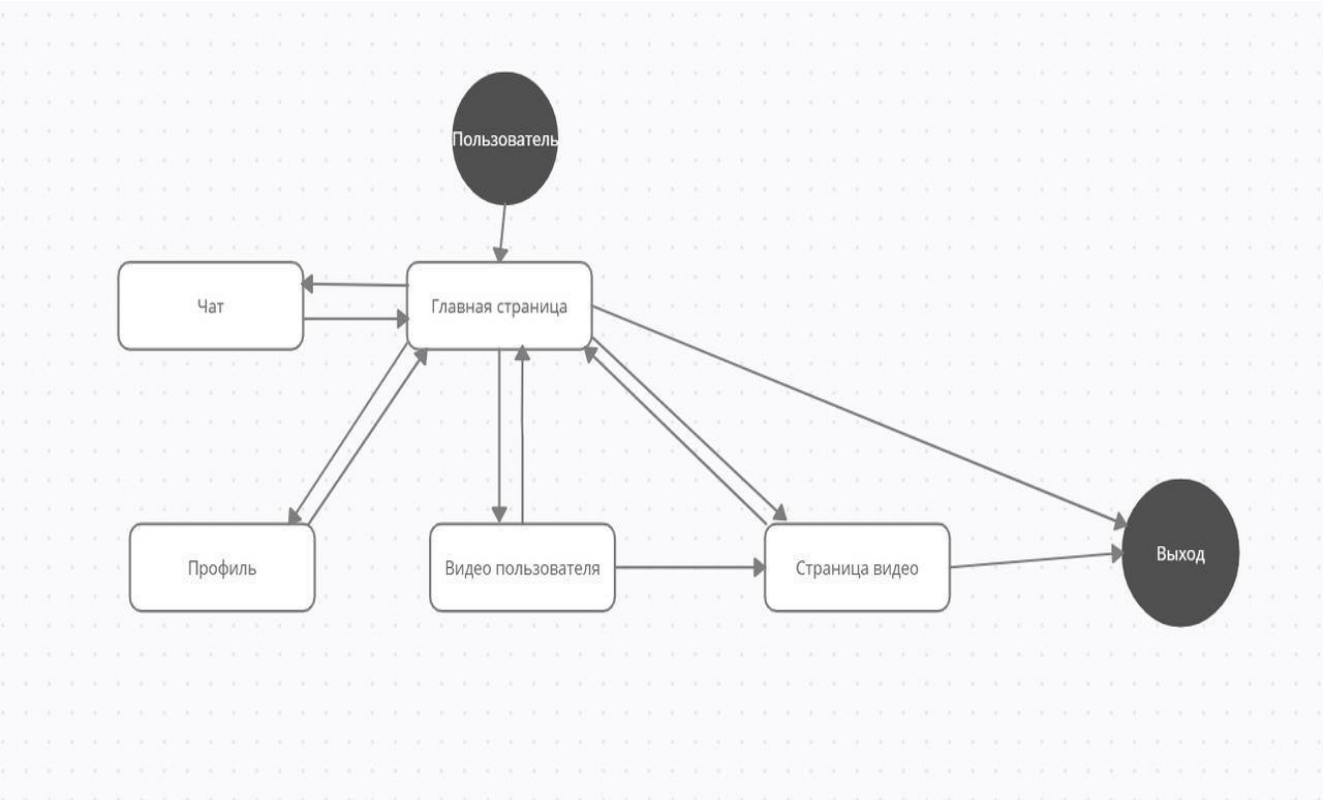 Пользователь
Чат
Главная страница
Профиль
Видео пользователя
Страница видео
Выход